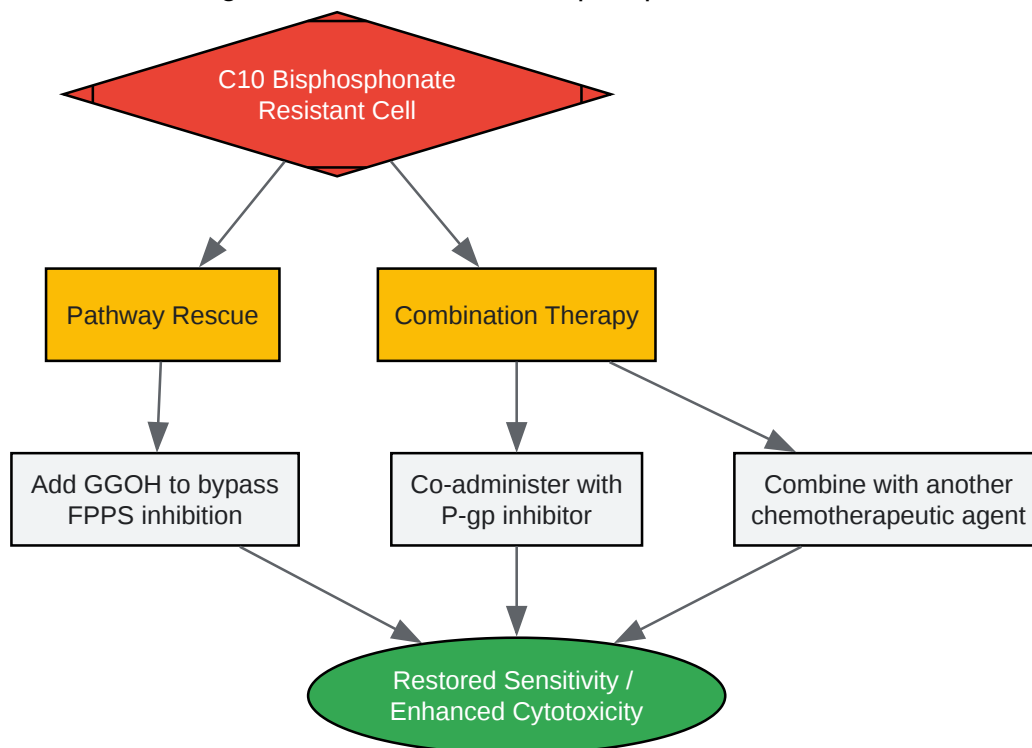 C10 Bisphosphonate
Resistant Cell
Pathway Rescue
Combination Therapy
Add GGOH to bypass
FPPS inhibition
Co-administer with
P-gp inhibitor
Combine with another
chemotherapeutic agent
Restored Sensitivity /
Enhanced Cytotoxicity